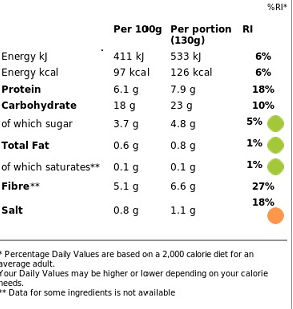 %RI*
Per 100g Per portion RI
(130g)
Energy kJ 411 kJ 533 kJ 6%
Energy kcal 97 kcal 126 kcal 6%
Protein 6.1 g 7.9 g 18%
Carbohydrate 18 g 23 g 10%
of which sugar 3.7 g 4.8 g 5%
Total Fat 0.6 g 0.8 g 1%
of which saturates** 0.1 g 0.1 g 1%
Fibre** 5.1 g 6.6 g 27%
Salt 0.8 g 1.1 g 18%
* Percentage Daily Values are based on a 2,000 calorie diet for an
average adult.
Your Daily Values may be higher or lower depending on your calorie
needs.
** Data for some ingredients is not available